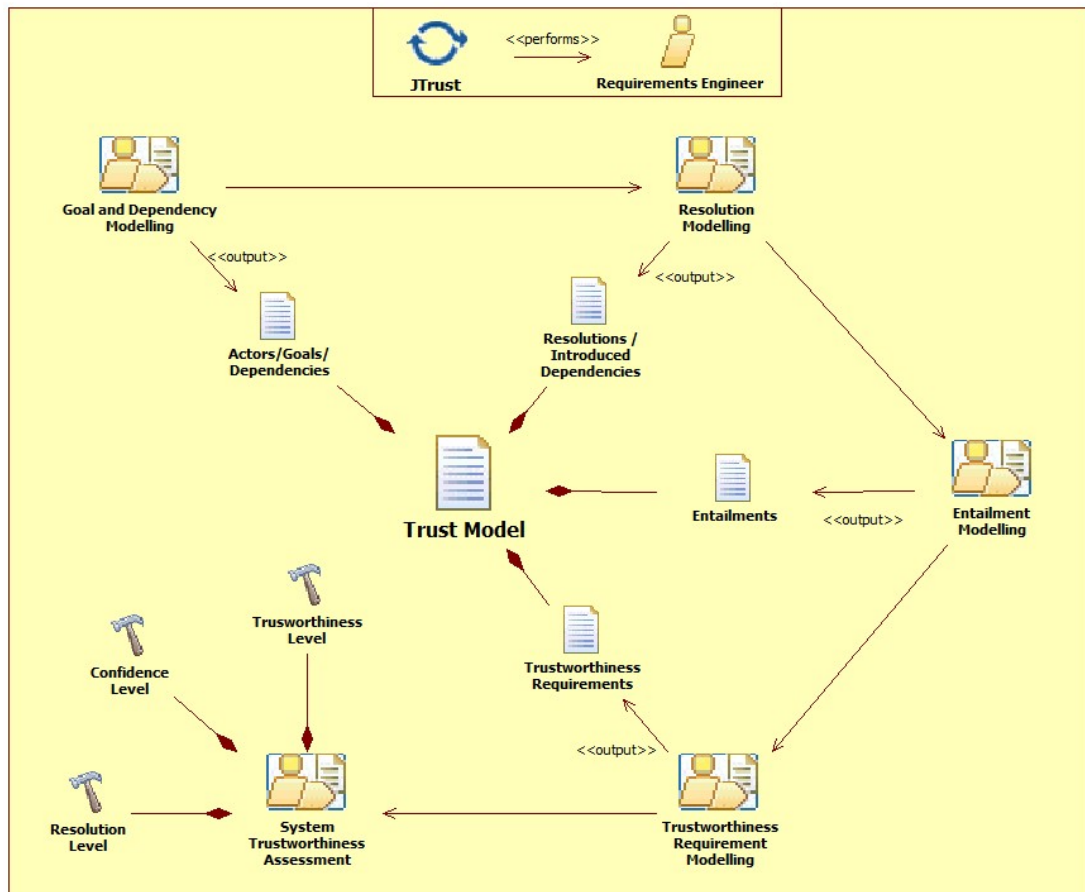 <<performs>>
JTrust
Requirements Engineer
Goal and Dependency
Modelling
Resolution
Modelling
<<output>>
<<output>>
Actors/Goals/
Dependencies
Resolutions /
Introduced
Dependencies
Trust Model
Entailments
<<output>>
Entailment
Modelling
Trusworthiness
Level
Confidence
Level
Trustworthiness
Requirements
<<output>>
Resolution
Level
System
Trustworthiness
Assessment
Trustworthiness
Requirement
Modelling